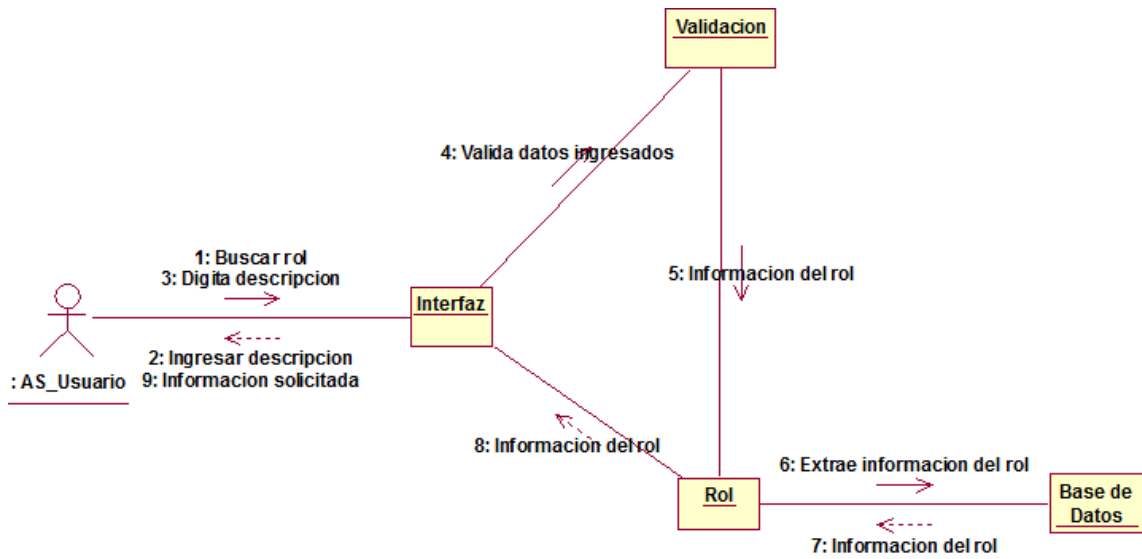 Validacion
4: Valida datos ingresados
1: Buscar rol
3: Digita descripcion
5: Informacion del rol
Interfaz
2: Ingresar descripcion
: AS_Usuario
9: Informacion solicitada
8: Informacion del rol
6: Extrae informacion del rol
Rol
Base de
Datos
7: Informacion del rol